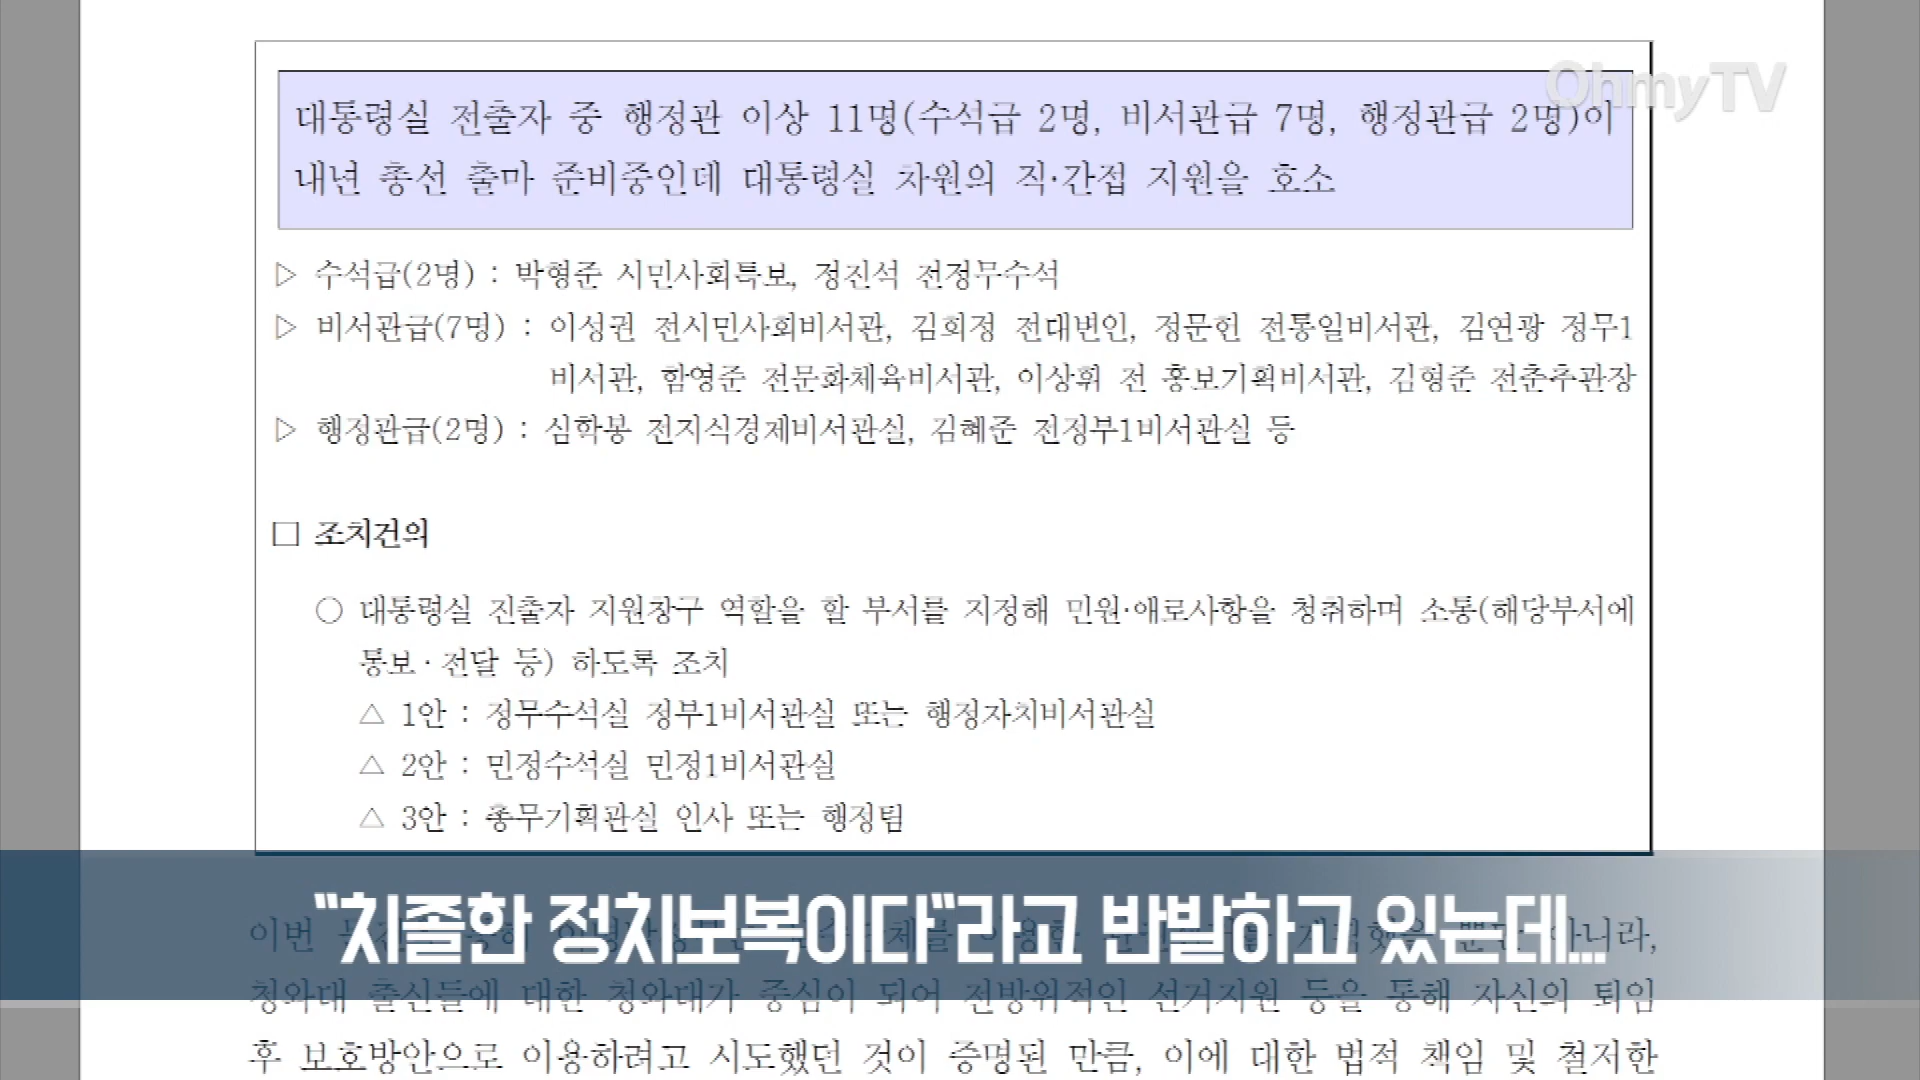 OhmyTV
대통령실 전출자 중 행정관 이상 11명(수석급 2명, 비서관급 7명, 행정관급 2명)이
내년 총선 출마 준비중인데 대통령실 차원의 직·간접 지원을 호소
▷ 수석급(2명) : 박형준 시민사회특보, 정진석 전정무수석
▷ 비서관급(7명) : 이성권 전시민사회비서관, 김희정 전대변인, 정문헌 전통일비서관, 김연광 정무1
비서관, 함영준 전문화체육비서관, 이상휘 전 홍보기획비서관, 김형준 전춘추관장
▷ 행정관급(2명) : 심학봉 전지식경제비서관실, 김혜준 전정무1비서관실 등
□ 조치건의
○ 대통령실 진출자 지원창구 역할을 할 부서를 지정해 민원·애로사항을 청취하며 소통(해당부서에
통보·전달 등) 하도록 조치
△ 1안 : 정무수석실 정무1비서관실 또는 행정자치비서관실
△ 2안 : 민정수석실 민정1비서관실
△ 3안 : 총무기획관실 인사 또는 행정팀
"치졸한 정치보복이다"라고 반발하고 있는데...
이번 아니라,
청와대 출신들에 대한 청와대가 중심이 되어 전방위적인 선거지원 등을 통해 자신의 퇴임
후 보호방안으로 이용하려고 시도했던 것이 증명된 만큼, 이에 대한 법적 책임 및 철저한